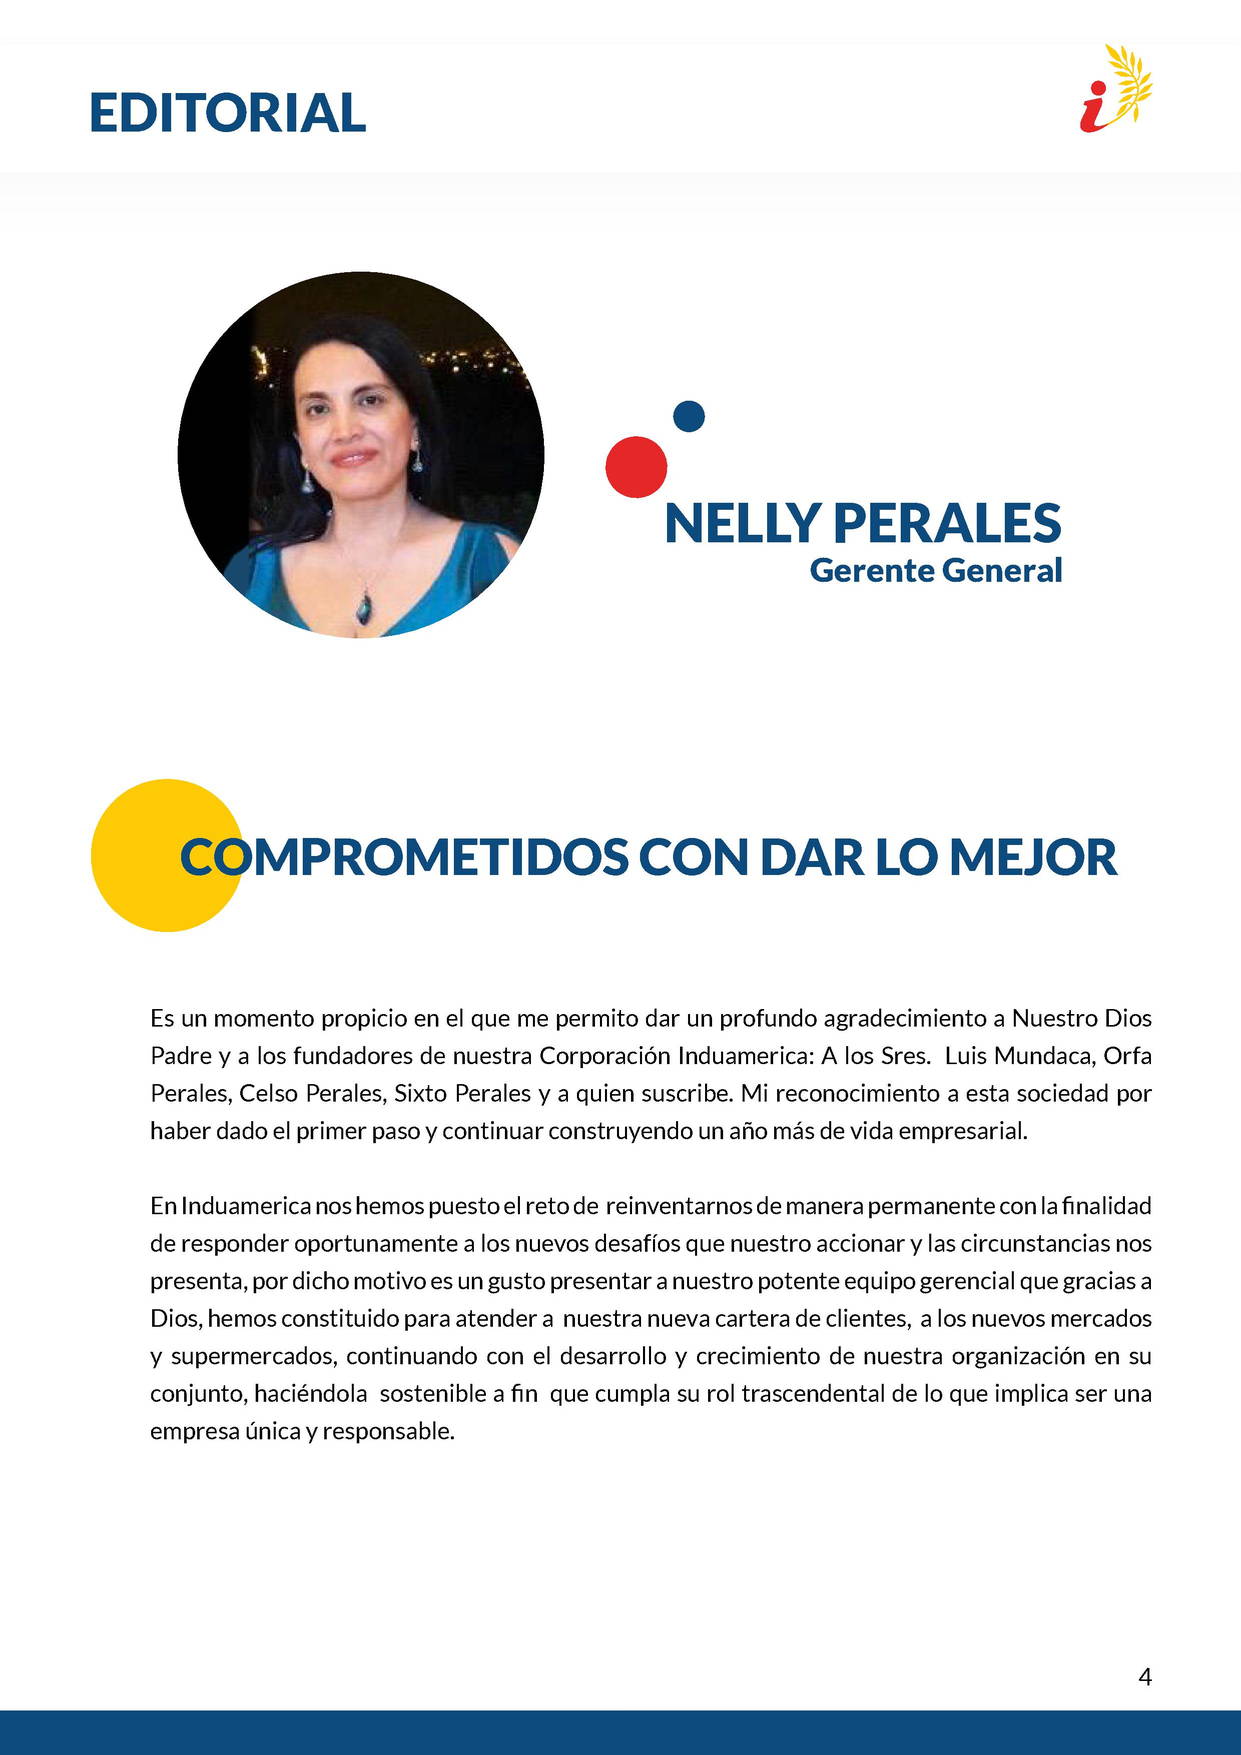 EDITORIAL
NELLY PERALES
Gerente General
COMPROMETIDOS CON DAR LO MEJOR
Es un momento propicio en el que me permito dar un profundo agradecimiento a Nuestro Dios
Padre y a los fundadores de nuestra Corporación Induamerica: A los Sres. Luis Mundaca, Orfa
Perales, Celso Perales, Sixto Perales y a quien suscribe. Mi reconocimiento a esta sociedad por
haber dado el primer paso y continuar construyendo un año más de vida empresarial.
En Induamerica nos hemos puesto el reto de reinventarnos de manera permanente con la finalidad
de responder oportunamente a los nuevos desafíos que nuestro accionar y las circunstancias nos
presenta, por dicho motivo es un gusto presentar a nuestro potente equipo gerencial que gracias a
Dios, hemos constituido para atender a nuestra nueva cartera de clientes, a los nuevos mercados
y supermercados, continuando con el desarrollo y crecimiento de nuestra organización en su
conjunto, haciéndola sostenible a fin que cumpla su rol trascendental de lo que implica ser una
empresa única y responsable.
4